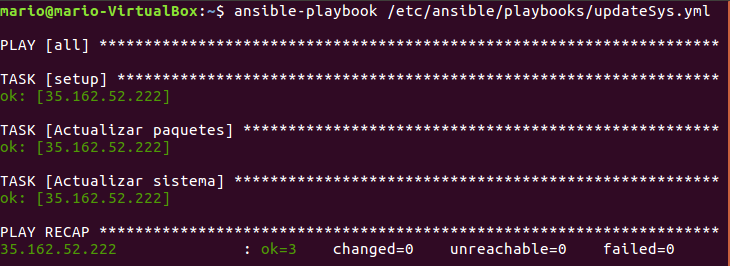 mario@mario-VirtualBox:~$ ansible-playbook /etc/ansible/playbooks/updateSys.yml
PLAY [all] *********************************************************************
TASK [setup] *******************************************************************
ok: [35.162.52.222]
TASK [Actualizar paquetes] *****************************************************
ok: [35.162.52.222]
TASK [Actualizar sistema] ******************************************************
ok: [35.162.52.222]
PLAY RECAP *********************************************************************
35.162.52.222              : ok=3    changed=0    unreachable=0    failed=0